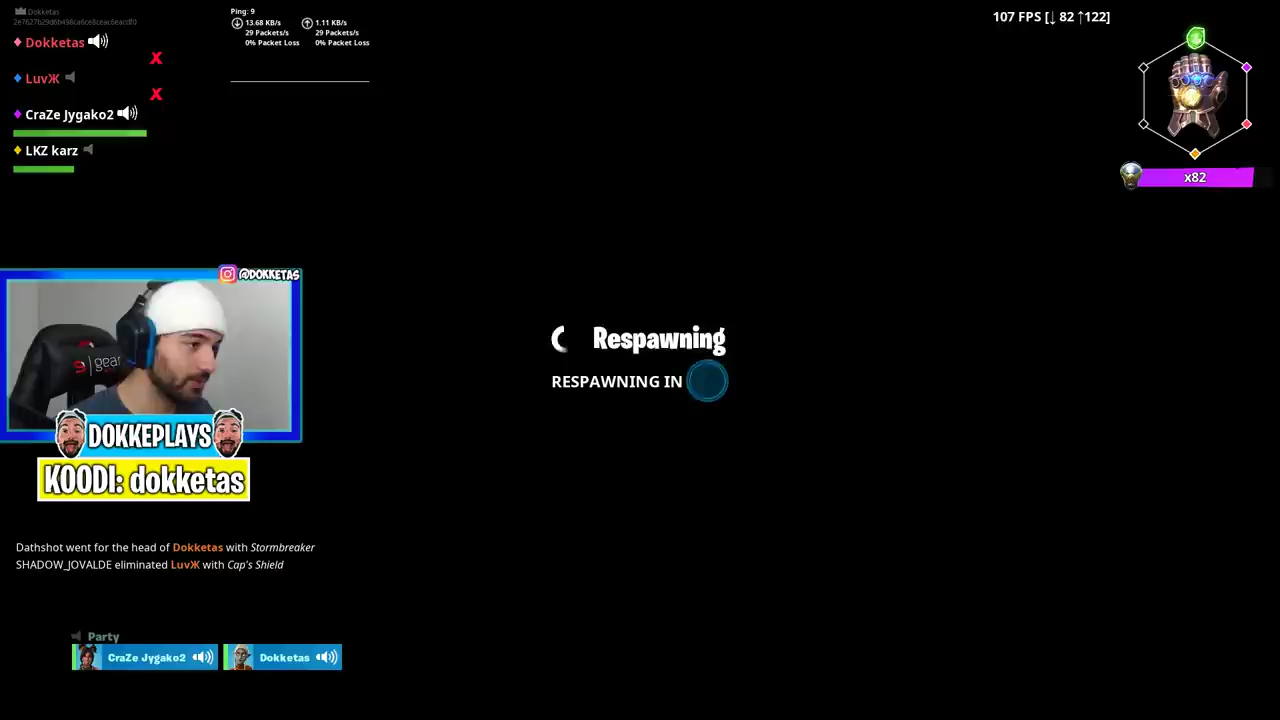 Dokketas
2e7627b29d6b498ca6ce8ceac6eacdf0
Dokketas
X
LuvЖ
X
CraZe Jygako2
LKZ karz
Ping: 9
13.68 KB/s
29 Packets/s
0% Packet Loss
1.11 KB/s
29 Packets/s
0% Packet Loss
107 FPS [↓ 82 ↑122]
x82
@DOKKETAS
gear
DOKKEPLAYS
KOODI: dokketas
Respawning
RESPAWNING IN
Dathshot went for the head of Dokketas with Stormbreaker
SHADOW_JOVALDE eliminated LuvЖ with Cap's Shield
Party
CraZe Jygako2
Dokketas